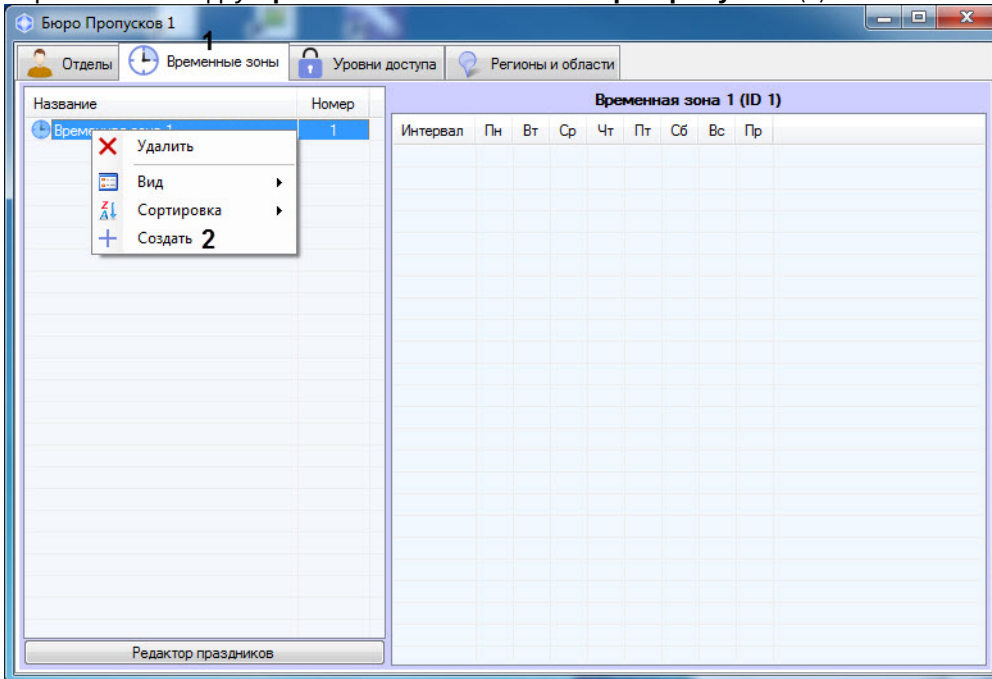 Бюро Пропусков 1
1
Отделы Временные зоны Уровни доступа Регионы и области
Название Номер
Временная зона 1 (ID 1)
1
Интервал Пн Вт Ср Чт Пт Сб Вс Пр
Удалить
Вид
Сортировка
Создать 2
Редактор праздников